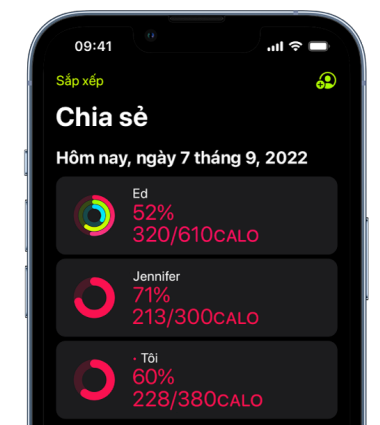 09:41
Sắp xếp
Chia sẻ
Hôm nay, ngày 7 tháng 9, 2022
Ed
52%
320/610CALO
Jennifer
71%
213/300CALO
· Tôi
60%
228/380CALO